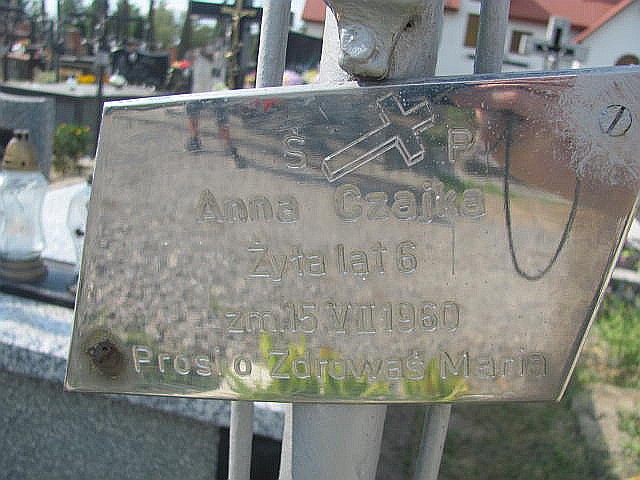 Ś P
Anna Czajka
Żyła lat 6
zm. 15 VII 1960
Prosi o Zdrowaś Maria